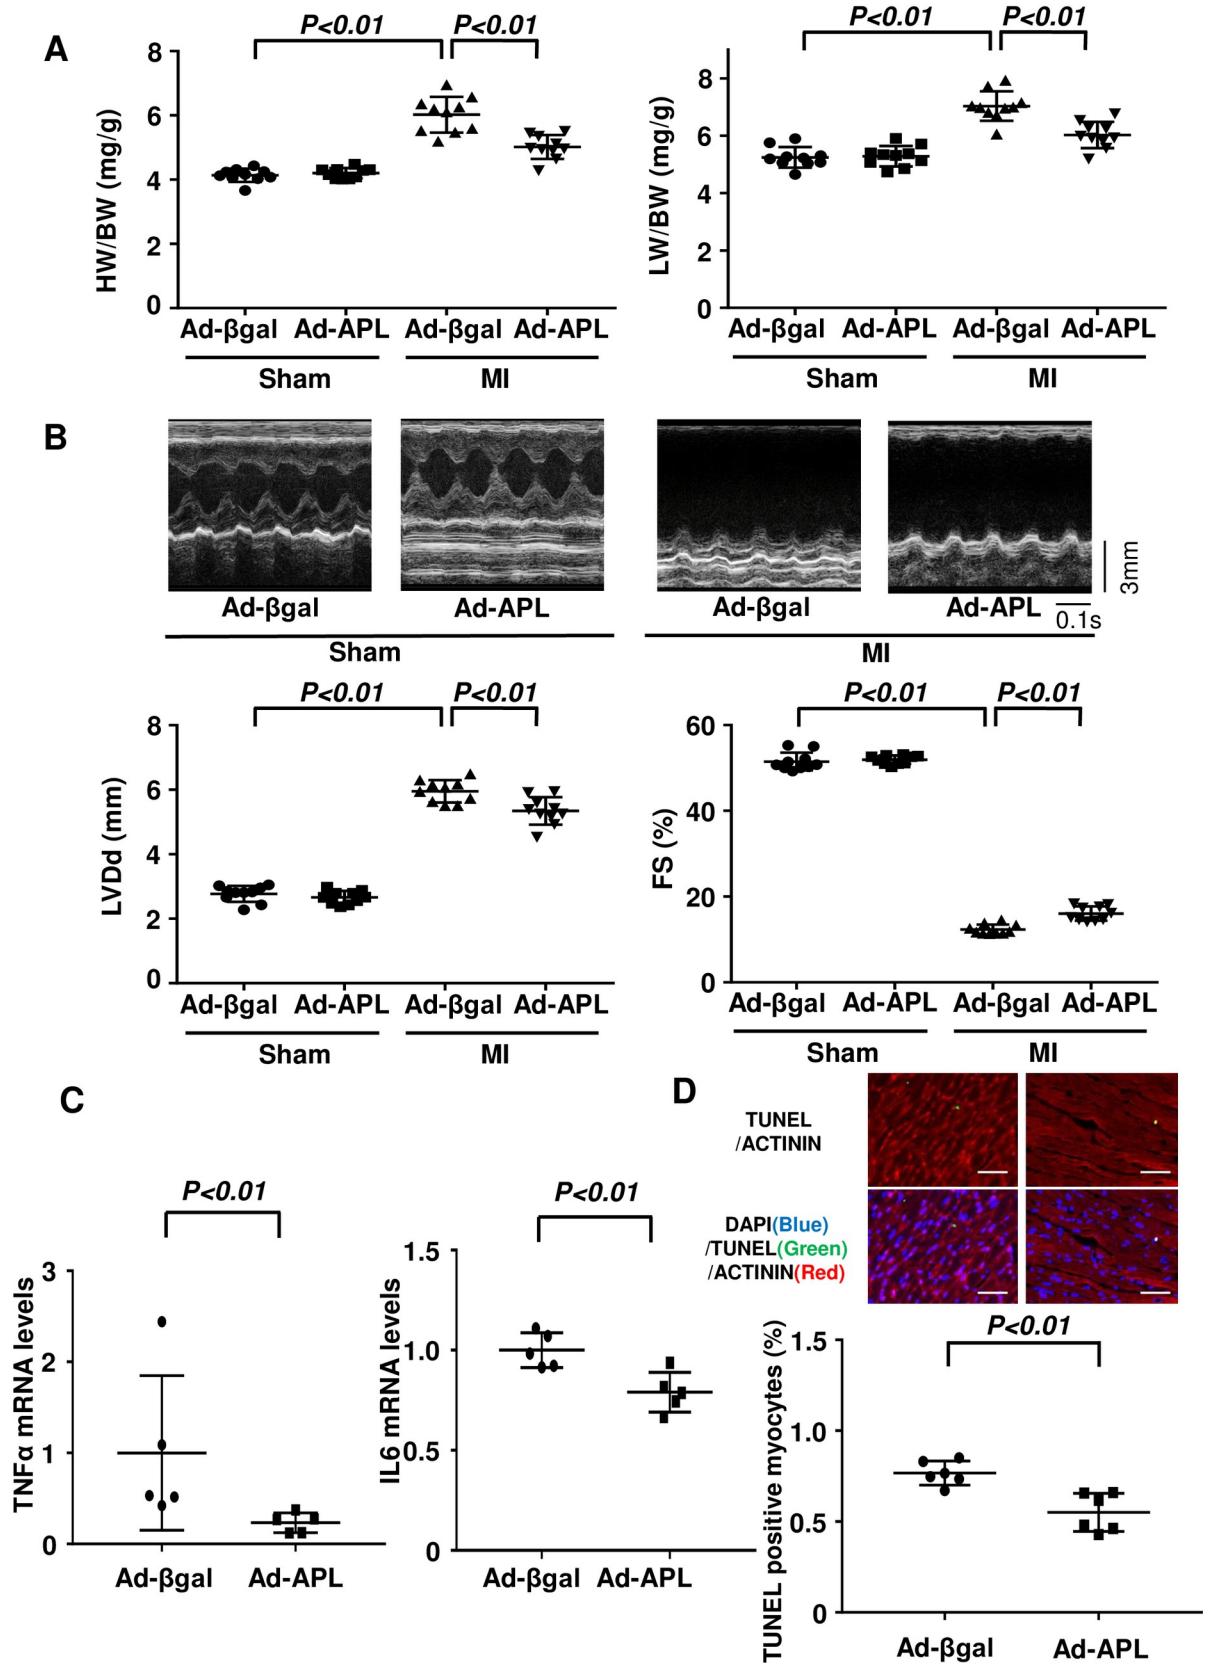 A
P<0.01 P<0.01
HW/BW (mg/g)
8
6
4
2
0
Ad-βgal Ad-APL Ad-βgal Ad-APL
Sham MI
P<0.01 P<0.01
LW/BW (mg/g)
8
6
4
2
0
Ad-βgal Ad-APL Ad-βgal Ad-APL
Sham MI
B
Ad-βgal Ad-APL Ad-βgal Ad-APL
3mm
0.1s
Sham MI
P<0.01 P<0.01
LVDd (mm)
8
6
4
2
0
Ad-βgal Ad-APL Ad-βgal Ad-APL
Sham MI
P<0.01 P<0.01
FS (%)
60
40
20
0
Ad-βgal Ad-APL Ad-βgal Ad-APL
Sham MI
C
P<0.01
TNFα mRNA levels
3
2
1
0
Ad-βgal Ad-APL
P<0.01
IL6 mRNA levels
1.5
1.0
0.5
0
Ad-βgal Ad-APL
D
TUNEL
/ACTININ
DAPI(Blue)
/TUNEL(Green)
/ACTININ(Red)
P<0.01
TUNEL positive myocytes (%)
1.5
1.0
0.5
0
Ad-βgal Ad-APL